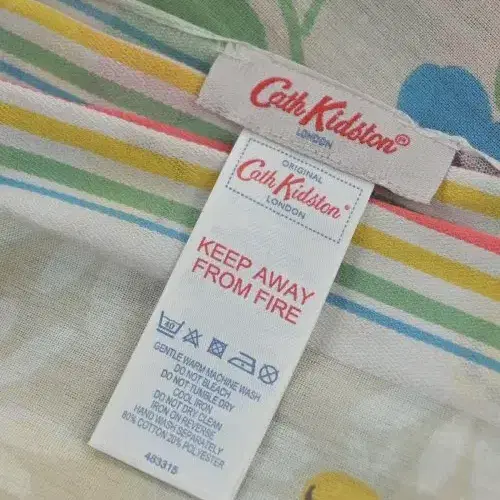 Cath Kidston®
LONDON
ORIGINAL
Cath Kidston®
LONDON
KEEP AWAY
FROM FIRE
40
GENTLE WARM MACHINE WASH
DO NOT BLEACH
DO NOT TUMBLE DRY
COOL IRON
DO NOT DRY CLEAN
IRON ON REVERSE
HAND WASH SEPARATELY
80% COTTON 20% POLYESTER
483315